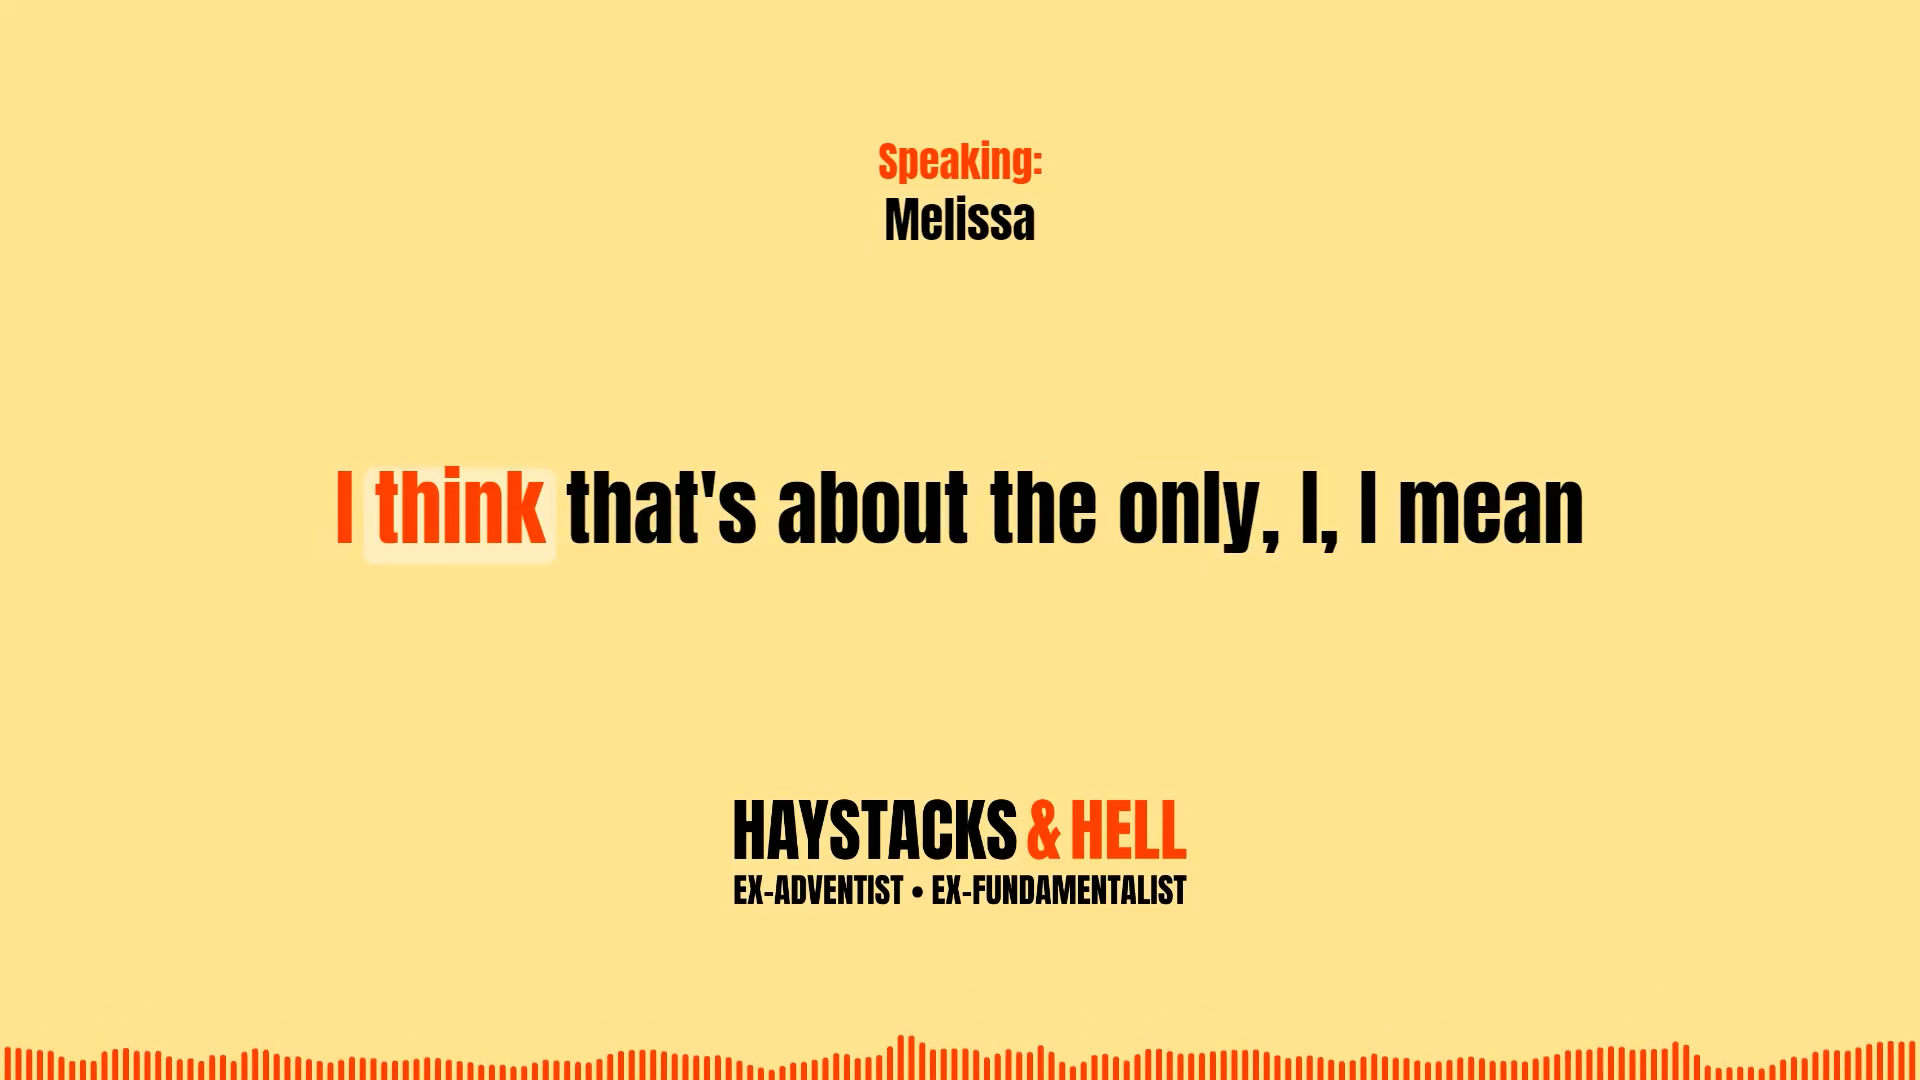 Speaking:
Melissa
I think that's about the only, I, I mean
HAYSTACKS & HELL
EX-ADVENTIST • EX-FUNDAMENTALIST